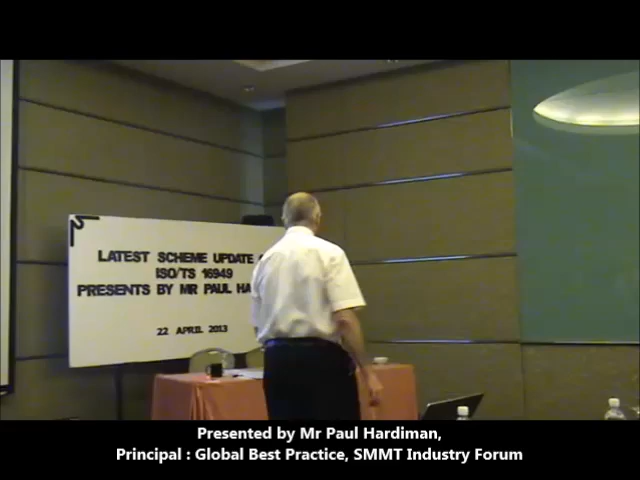 LATEST SCHEME UPDATE
ISO/TS 16949
PRESENTS BY MR PAUL HA
22 APRIL 2013
Presented by Mr Paul Hardiman,
Principal : Global Best Practice, SMMT Industry Forum